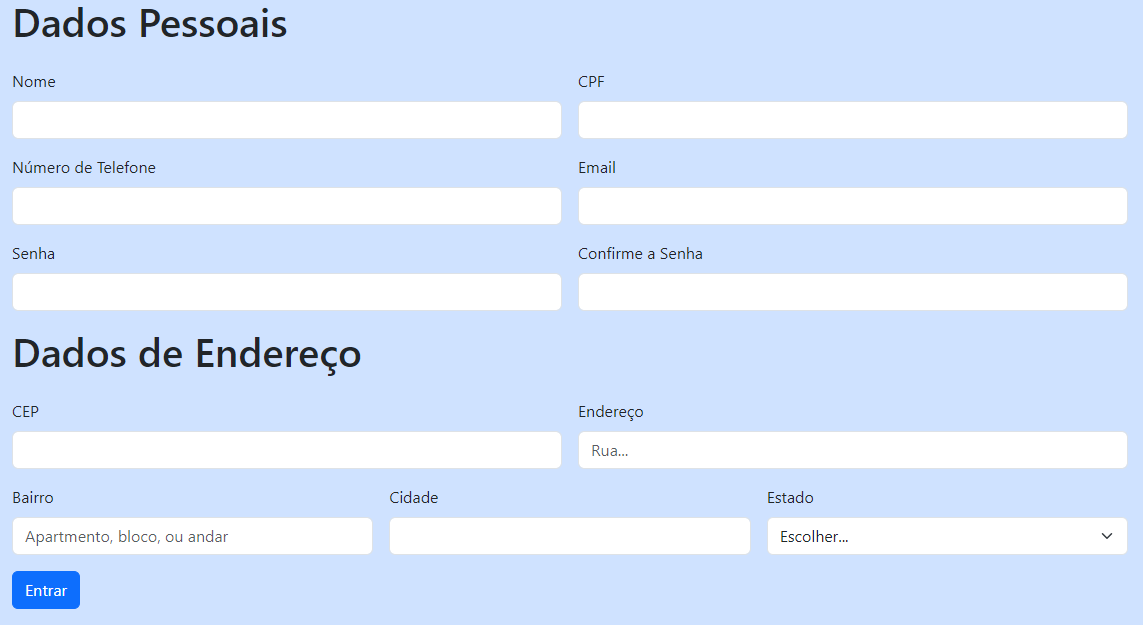 Dados Pessoais
Nome
CPF
Número de Telefone
Email
Senha
Confirme a Senha
Dados de Endereço
CEP
Endereço
Rua...
Bairro
Cidade
Estado
Apartmento, bloco, ou andar
Escolher...
Entrar